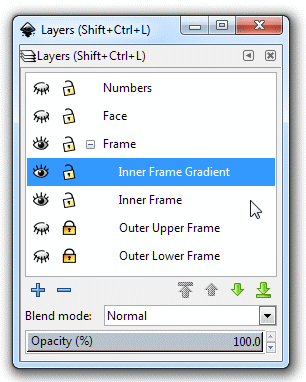 Layers (Shift+Ctrl+L)
Layers (Shift+Ctrl+L)
Numbers
Face
Frame
Inner Frame Gradient
Inner Frame
Outer Upper Frame
Outer Lower Frame
Blend mode: Normal
Opacity (%) 100.0